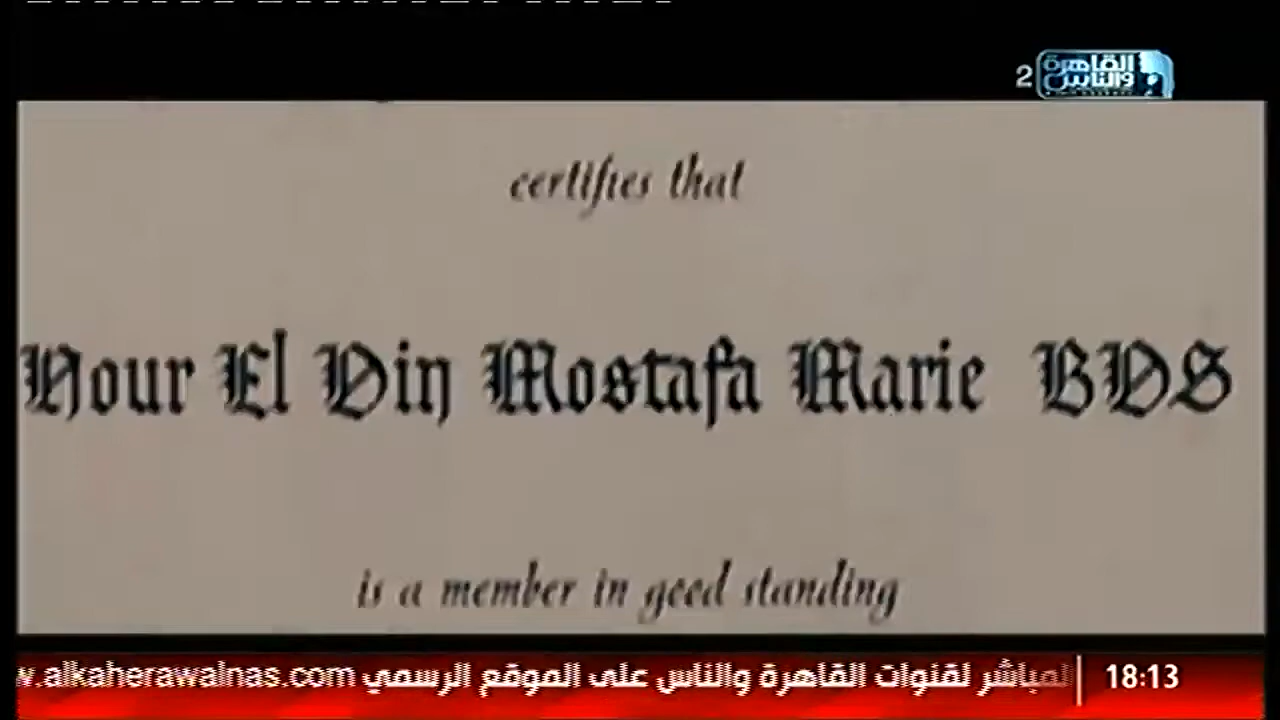 2 القاهرة والناس
certifies that
Nour El Din Mostafa Marie BDS
is a member in good standing
لمباشر لقنوات القاهرة والناس على الموقع الرسمي w.alkaherawalnas.com
18:13